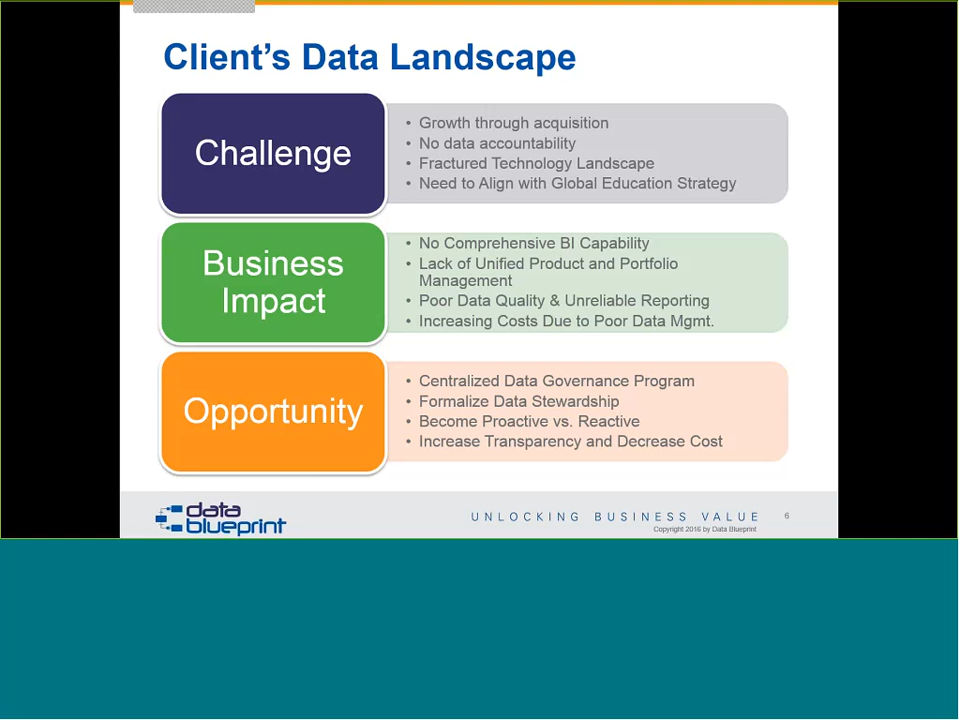 Client's Data Landscape
Challenge
• Growth through acquisition
• No data accountability
• Fractured Technology Landscape
• Need to Align with Global Education Strategy
Business
Impact
• No Comprehensive BI Capability
• Lack of Unified Product and Portfolio
Management
• Poor Data Quality & Unreliable Reporting
• Increasing Costs Due to Poor Data Mgmt.
Opportunity
• Centralized Data Governance Program
• Formalize Data Stewardship
• Become Proactive vs. Reactive
• Increase Transparency and Decrease Cost
data
blueprint
UNLOCKING BUSINESS VALUE 6
Copyright 2016 by Data Blueprint